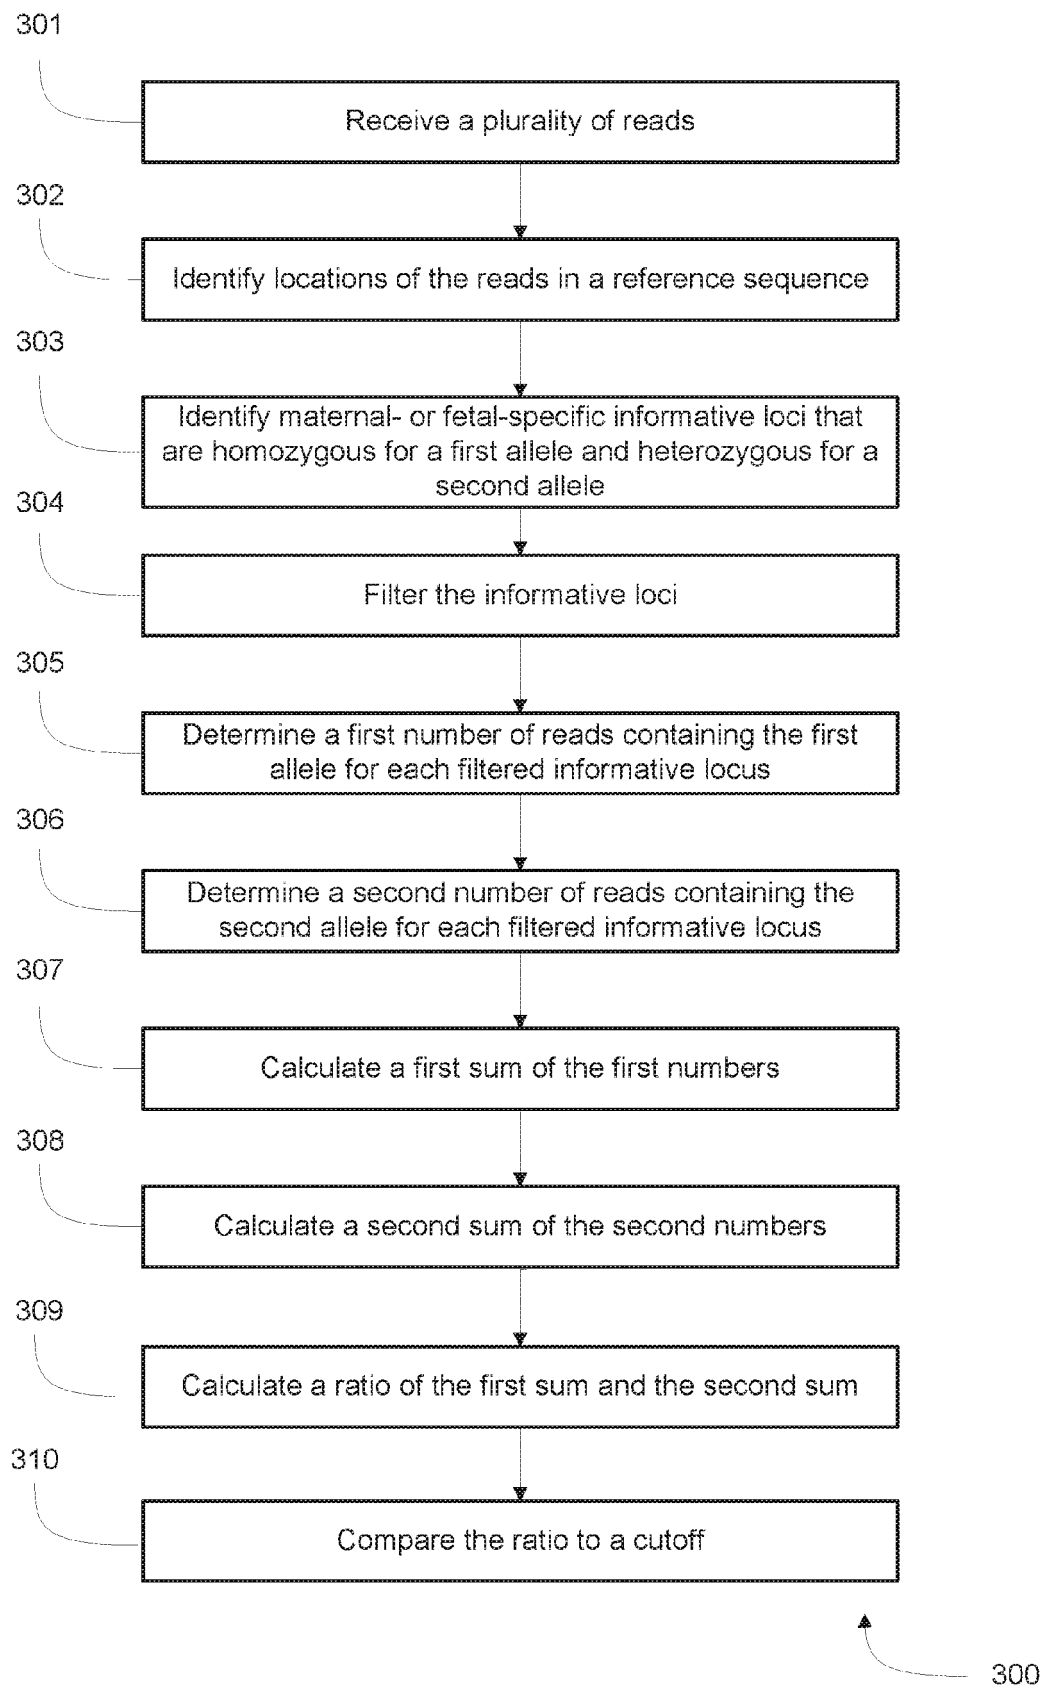 301
Receive a plurality of reads
302
Identify locations of the reads in a reference sequence
303
Identify maternal- or fetal-specific informative loci that
are homozygous for a first allele and heterozygous for a
second allele
304
Filter the informative loci
305
Determine a first number of reads containing the first
allele for each filtered informative locus
306
Determine a second number of reads containing the
second allele for each filtered informative locus
307
Calculate a first sum of the first numbers
308
Calculate a second sum of the second numbers
309
Calculate a ratio of the first sum and the second sum
310
Compare the ratio to a cutoff
300